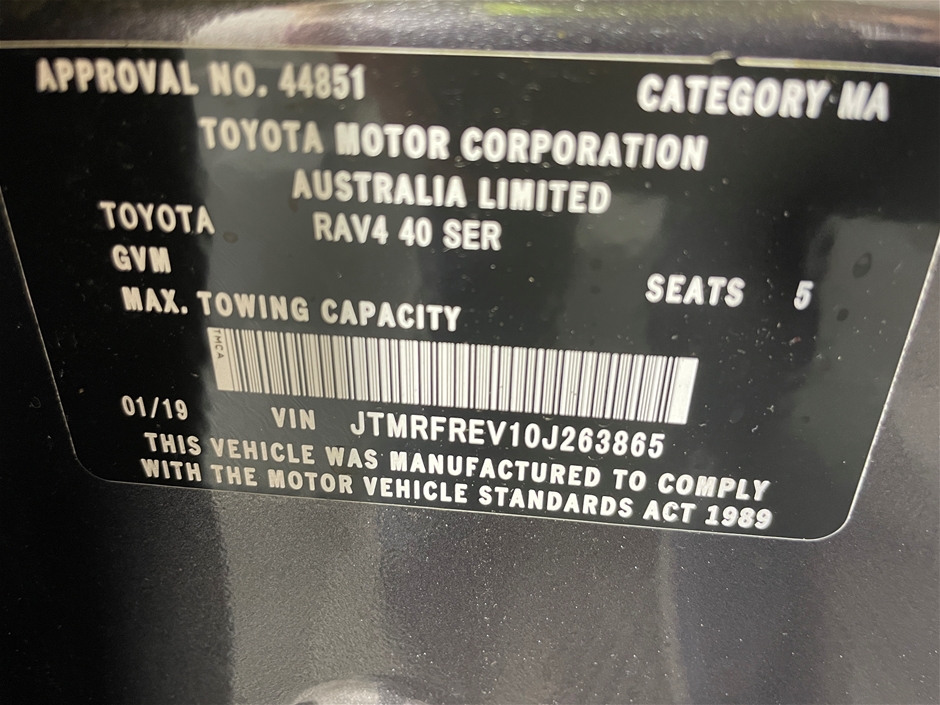 APPROVAL NO. 44851 CATEGORY MA
TOYOTA MOTOR CORPORATION
AUSTRALIA LIMITED
TOYOTA RAV4 40 SER
GVM SEATS 5
MAX. TOWING CAPACITY
TMCA
01/19 VIN JTMRFREV10J263865
THIS VEHICLE WAS MANUFACTURED TO COMPLY
WITH THE MOTOR VEHICLE STANDARDS ACT 1989